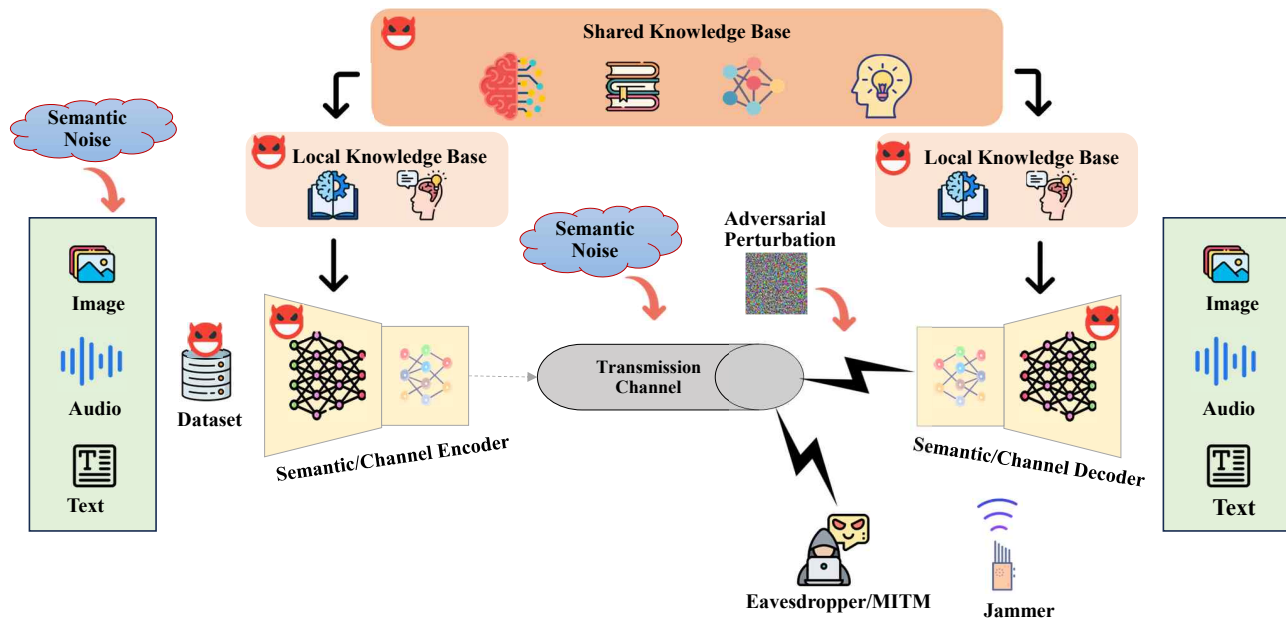 Shared Knowledge Base
Semantic
Noise
Local Knowledge Base
Local Knowledge Base
Semantic
Noise
Adversarial
Perturbation
Image
Audio
Text
Dataset
Semantic/Channel Encoder
Transmission
Channel
Semantic/Channel Decoder
Image
Audio
Text
Eavesdropper/MITM
Jammer